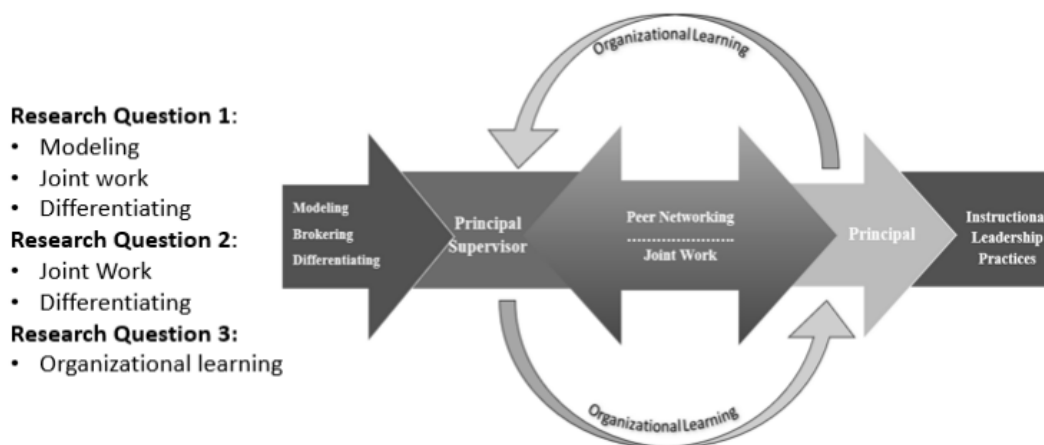 Research Question 1:
• Modeling
• Joint work
• Differentiating
Research Question 2:
• Joint Work
• Differentiating
Research Question 3:
• Organizational learning
Organizational Learning
Modeling
Brokering
Differentiating
Principal
Supervisor
Peer Networking
Joint Work
Principal
Instructional
Leadership
Practices
Organizational Learning